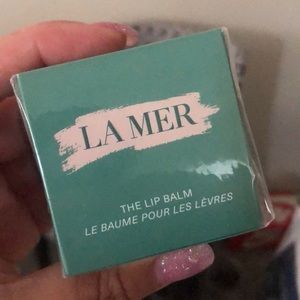 LA MER
THE LIP BALM
LE BAUME POUR LES LÈVRES